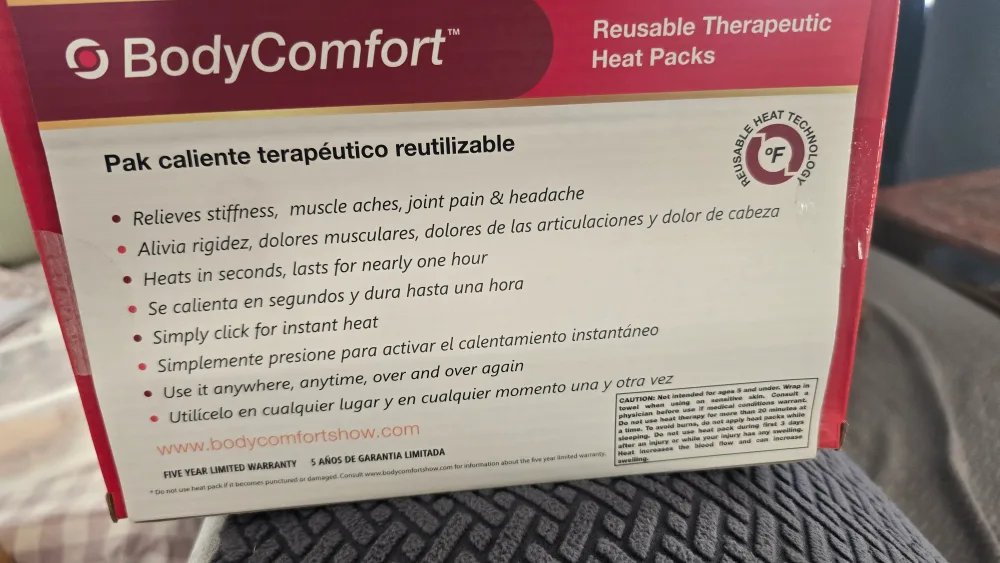 BodyComfort™
Reusable Therapeutic
Heat Packs
REUSABLE HEAT TECHNOLOGY
°F
Pak caliente terapéutico reutilizable
• Relieves stiffness, muscle aches, joint pain & headache
• Alivia rigidez, dolores musculares, dolores de las articulaciones y dolor de cabeza
• Heats in seconds, lasts for nearly one hour
• Se calienta en segundos y dura hasta una hora
• Simply click for instant heat
• Simplemente presione para activar el calentamiento instantáneo
• Use it anywhere, anytime, over and over again
• Utilícelo en cualquier lugar y en cualquier momento una y otra vez
www.bodycomfortshow.com
FIVE YEAR LIMITED WARRANTY 5 AÑOS DE GARANTIA LIMITADA
* Do not use heat pack if it becomes punctured or damaged. Consult www.bodycomfortshow.com for information about the five year limited warranty.
CAUTION: Not intended for ages 9 and under. Wrap in
towel when using on sensitive skin. Consult a
physician before use if medical conditions warrant.
Do not use heat therapy for more than 20 minutes at
a time. To avoid burns, do not apply heat packs while
sleeping. Do not use heat pack during first 3 days
after an injury or while your injury has any swelling.
Heat increases the blood flow and can increase
swelling.